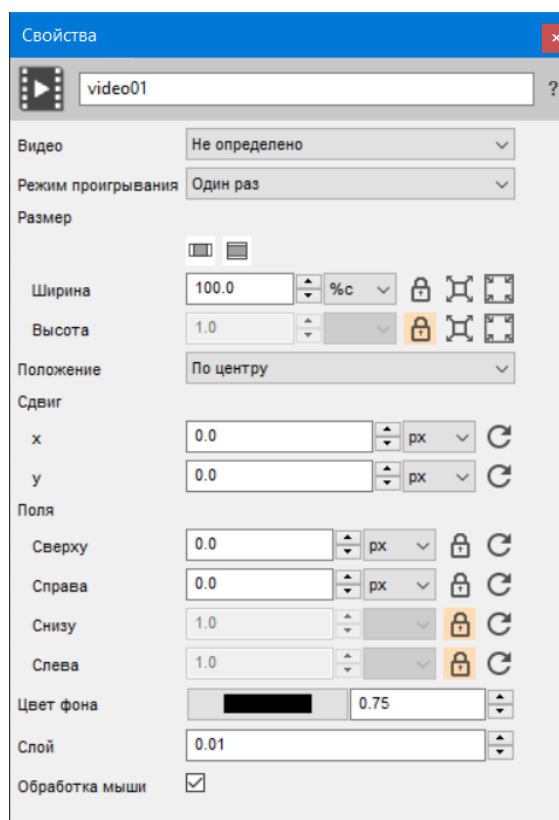 Свойства
video01 ?
Видео Не определено
Режим проигрывания Один раз
Размер
Ширина 100.0 %c
Высота 1.0
Положение По центру
Сдвиг
x 0.0 px
y 0.0 px
Поля
Сверху 0.0 px
Справа 0.0 px
Снизу 1.0
Слева 1.0
Цвет фона 0.75
Слой 0.01
Обработка мыши